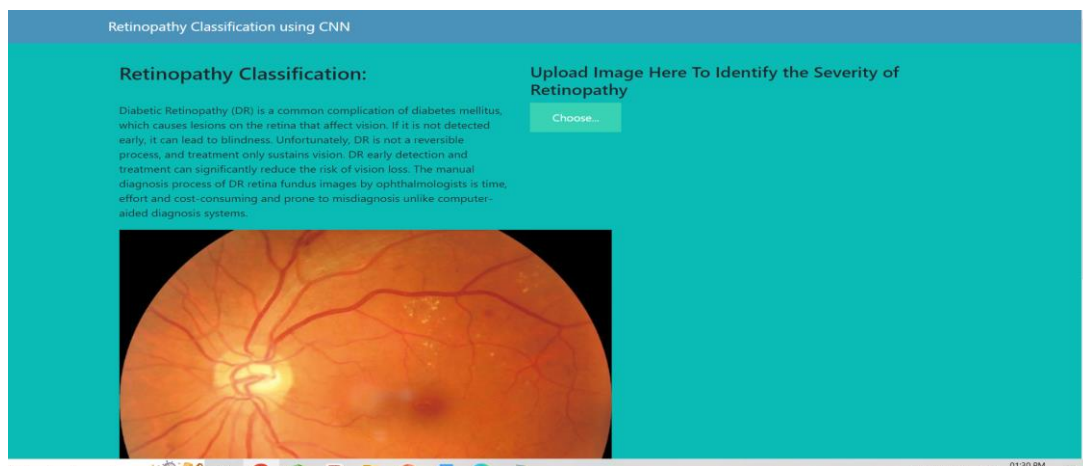 Retinopathy Classification using CNN
Retinopathy Classification:
Diabetic Retinopathy (DR) is a common complication of diabetes mellitus,
which causes lesions on the retina that affect vision. If it is not detected
early, it can lead to blindness. Unfortunately, DR is not a reversible
process, and treatment only sustains vision. DR early detection and
treatment can significantly reduce the risk of vision loss. The manual
diagnosis process of DR retina fundus images by ophthalmologists is time,
effort and cost-consuming and prone to misdiagnosis unlike computer-
aided diagnosis systems.
Upload Image Here To Identify the Severity of
Retinopathy
Choose...
01:30 PM